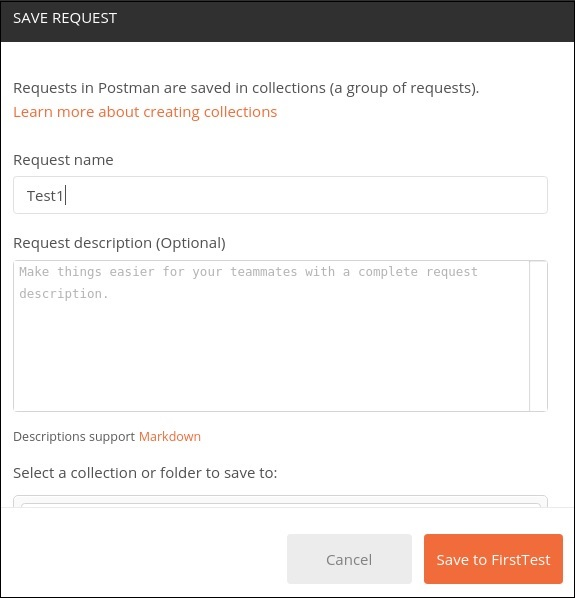 SAVE REQUEST
Requests in Postman are saved in collections (a group of requests).
Learn more about creating collections
Request name
Test1
Request description (Optional)
Make things easier for your teammates with a complete request
description.
Descriptions support Markdown
Select a collection or folder to save to:
Cancel
Save to FirstTest